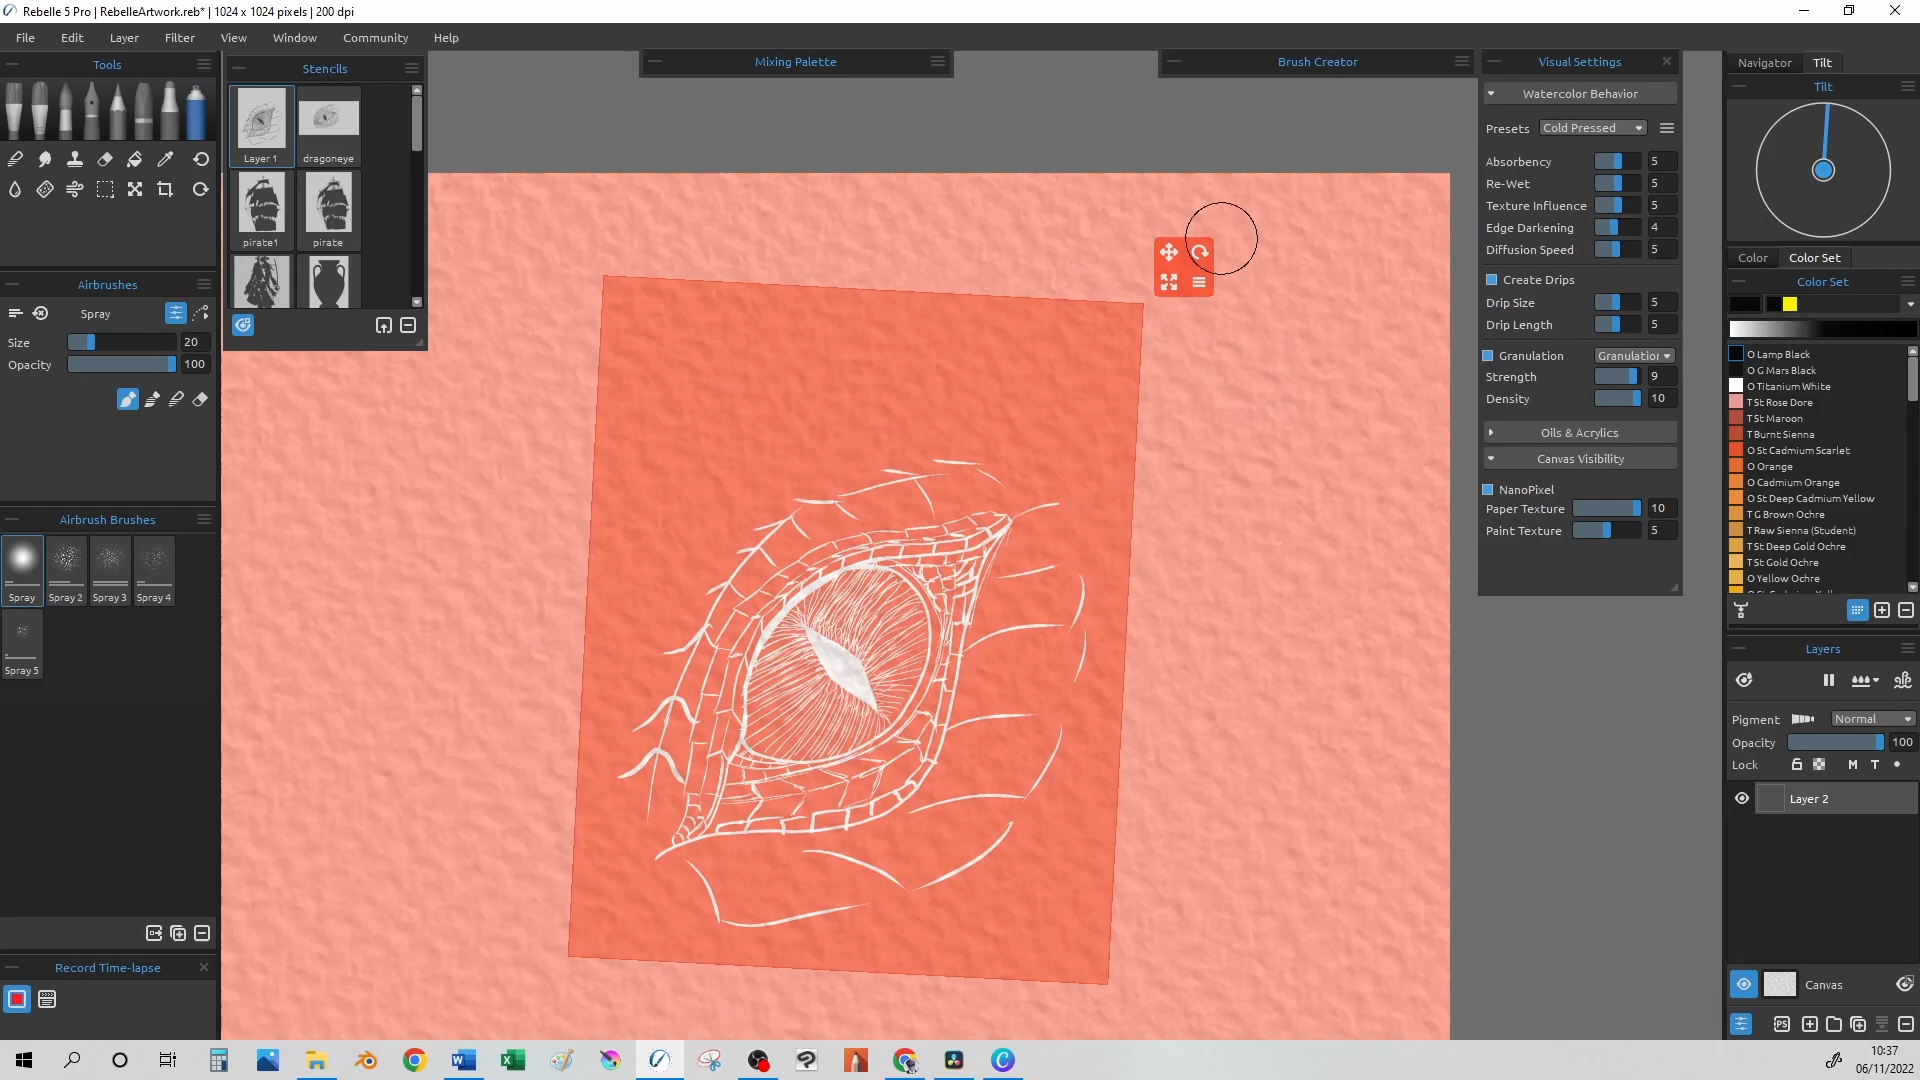 Rebelle 5 Pro | RebelleArtwork.reb* | 1024 x 1024 pixels | 200 dpi
File Edit Layer Filter View Window Community Help
Tools
Airbrushes
Spray
Size 20
Opacity 100
Airbrush Brushes
Spray Spray 2 Spray 3 Spray 4
Spray 5
Record Time-lapse
Stencils
Layer 1 dragoneye
pirate1 pirate
Mixing Palette
Brush Creator
Visual Settings
Watercolor Behavior
Presets Cold Pressed
Absorbency 5
Re-Wet 5
Texture Influence 5
Edge Darkening 4
Diffusion Speed 5
Create Drips
Drip Size 5
Drip Length 5
Granulation Granulation
Strength 9
Density 10
Oils & Acrylics
Canvas Visibility
NanoPixel
Paper Texture 10
Paint Texture 5
Navigator Tilt
Tilt
Color Color Set
Color Set
O Lamp Black
O G Mars Black
O Titanium White
T St Rose Dore
T St Maroon
T Burnt Sienna
O St Cadmium Scarlet
O Orange
O Cadmium Orange
O St Deep Cadmium Yellow
T G Brown Ochre
T Raw Sienna (Student)
T St Deep Gold Ochre
T St Gold Ochre
O Yellow Ochre
Layers
Pigment Normal
Opacity 100
Lock M T
Layer 2
Canvas
PS
10:37
06/11/2022